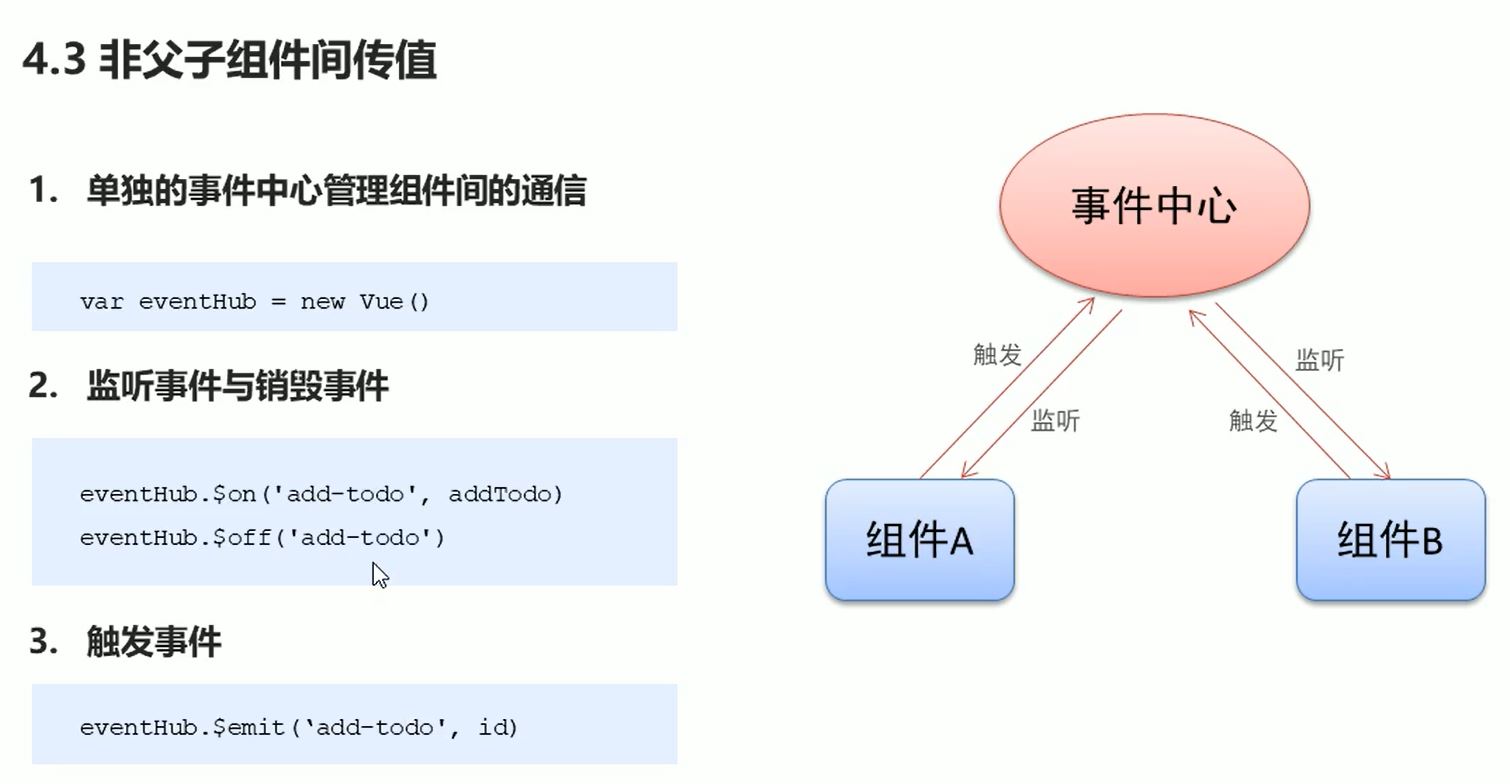 4.3 非父子组件间传值
1. 单独的事件中心管理组件间的通信
var eventHub = new Vue()
2. 监听事件与销毁事件
eventHub.$on('add-todo', addTodo)
eventHub.$off('add-todo')
3. 触发事件
eventHub.$emit(‘add-todo', id)
事件中心
触发
监听
监听
触发
组件A
组件B